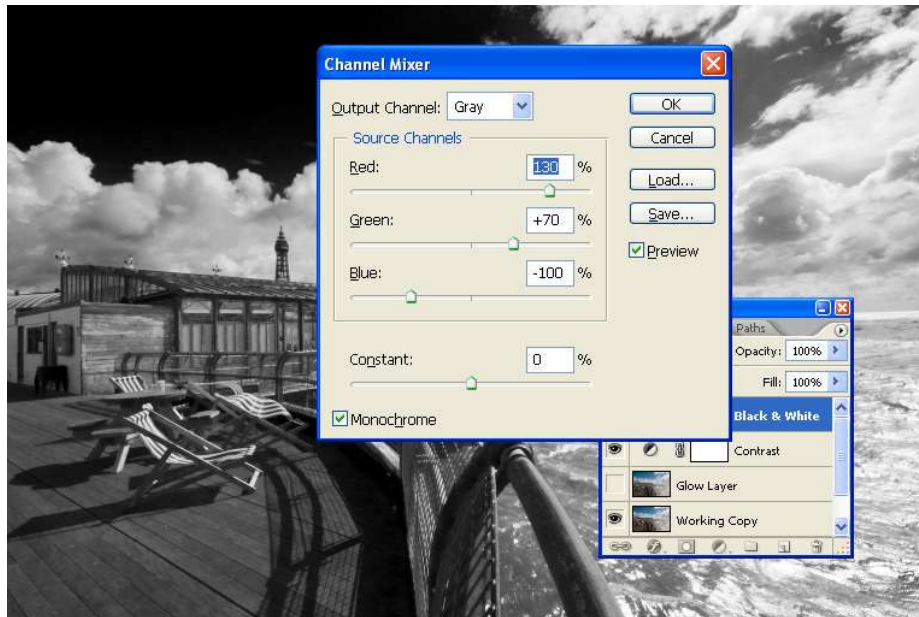 Channel Mixer
Output Channel: Gray
OK
Source Channels
Cancel
Red: 130 %
Load...
Green: +70 %
Save...
Preview
Blue: -100 %
Constant: 0 %
Monochrome
Paths
Opacity: 100%
Fill: 100%
Black & White
Contrast
Glow Layer
Working Copy